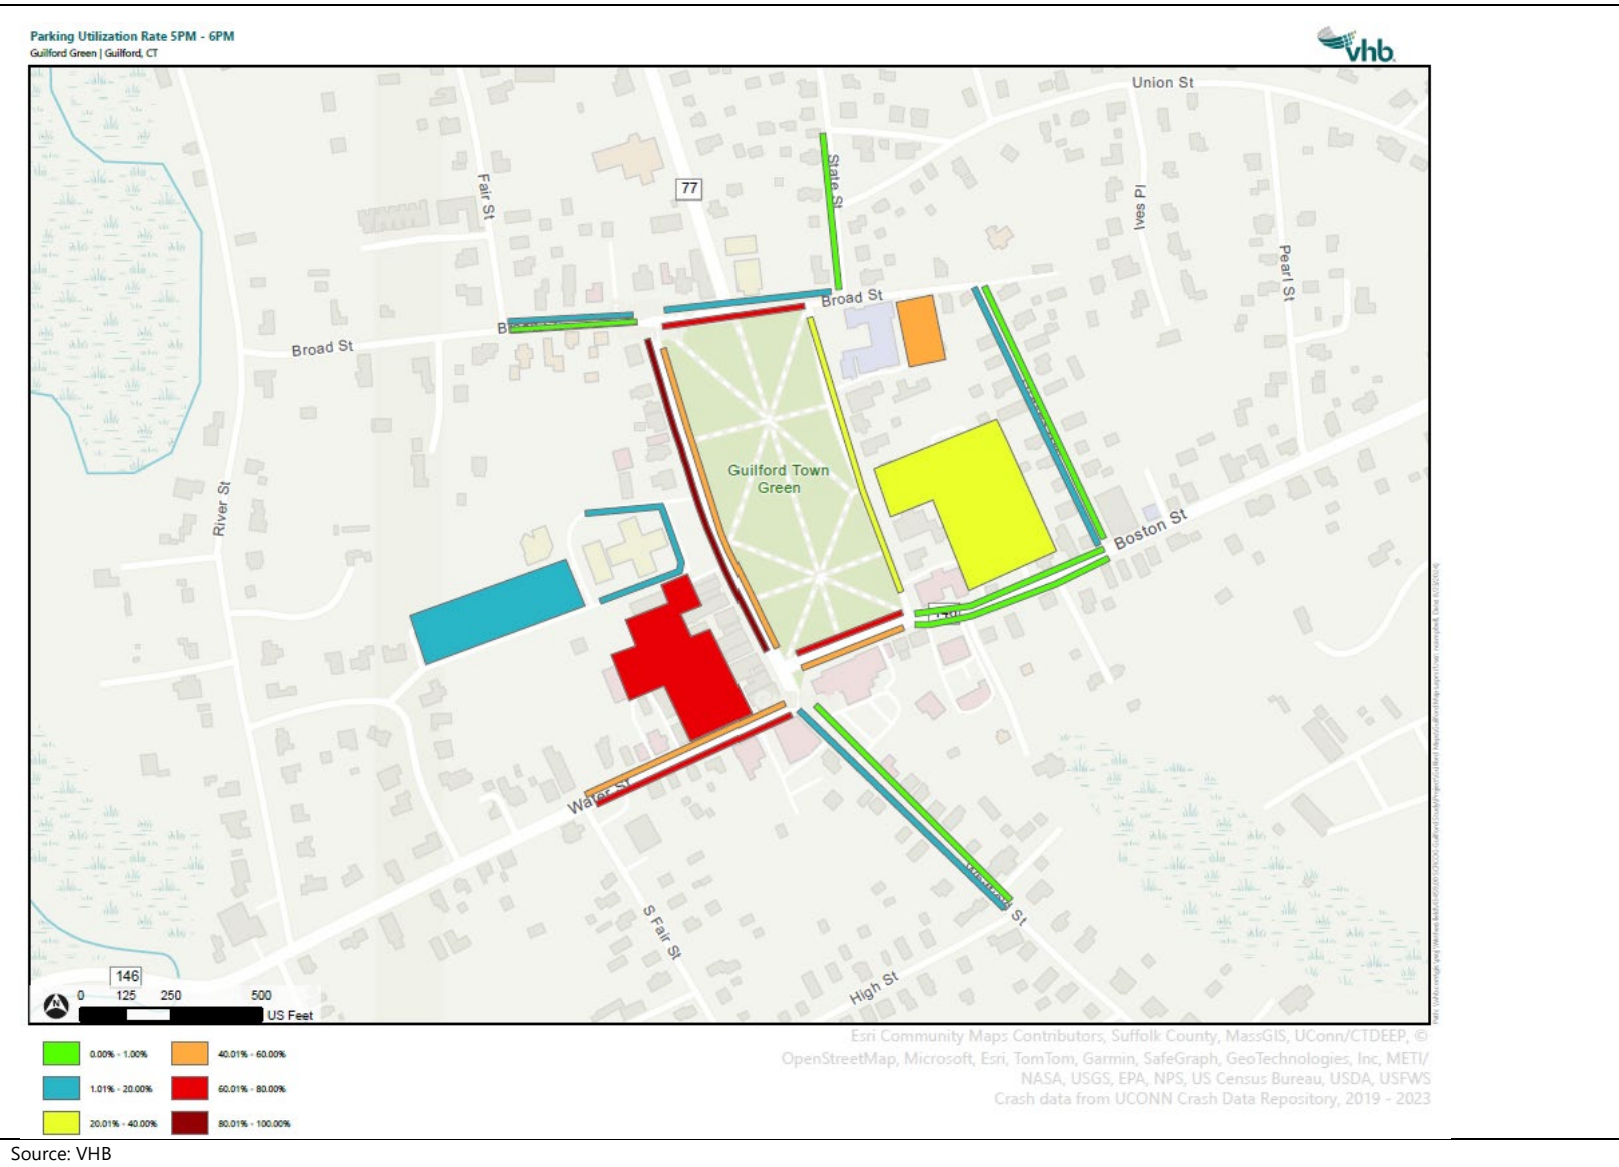 Parking Utilization Rate 5PM - 6PM
Guilford Green | Guilford, CT
vhb
Union St
77
State St
Fair St
Ives Pl
Pearl St
Broad St
Broad St
Guilford Town
Green
River St
Boston St
Water St
S Fair St
High St
146
0 125 250 500
US Feet
0.00% - 1.00%
40.01% - 60.00%
1.01% - 20.00%
60.01% - 80.00%
20.01% - 40.00%
80.01% - 100.00%
Esri Community Maps Contributors, Suffolk County, MassGIS, UConn/CTDEEP, ©
OpenStreetMap, Microsoft, Esri, TomTom, Garmin, SafeGraph, GeoTechnologies, Inc, METI/
NASA, USGS, EPA, NPS, US Census Bureau, USDA, USFWS
Crash data from UCONN Crash Data Repository, 2019 - 2023
Source: VHB